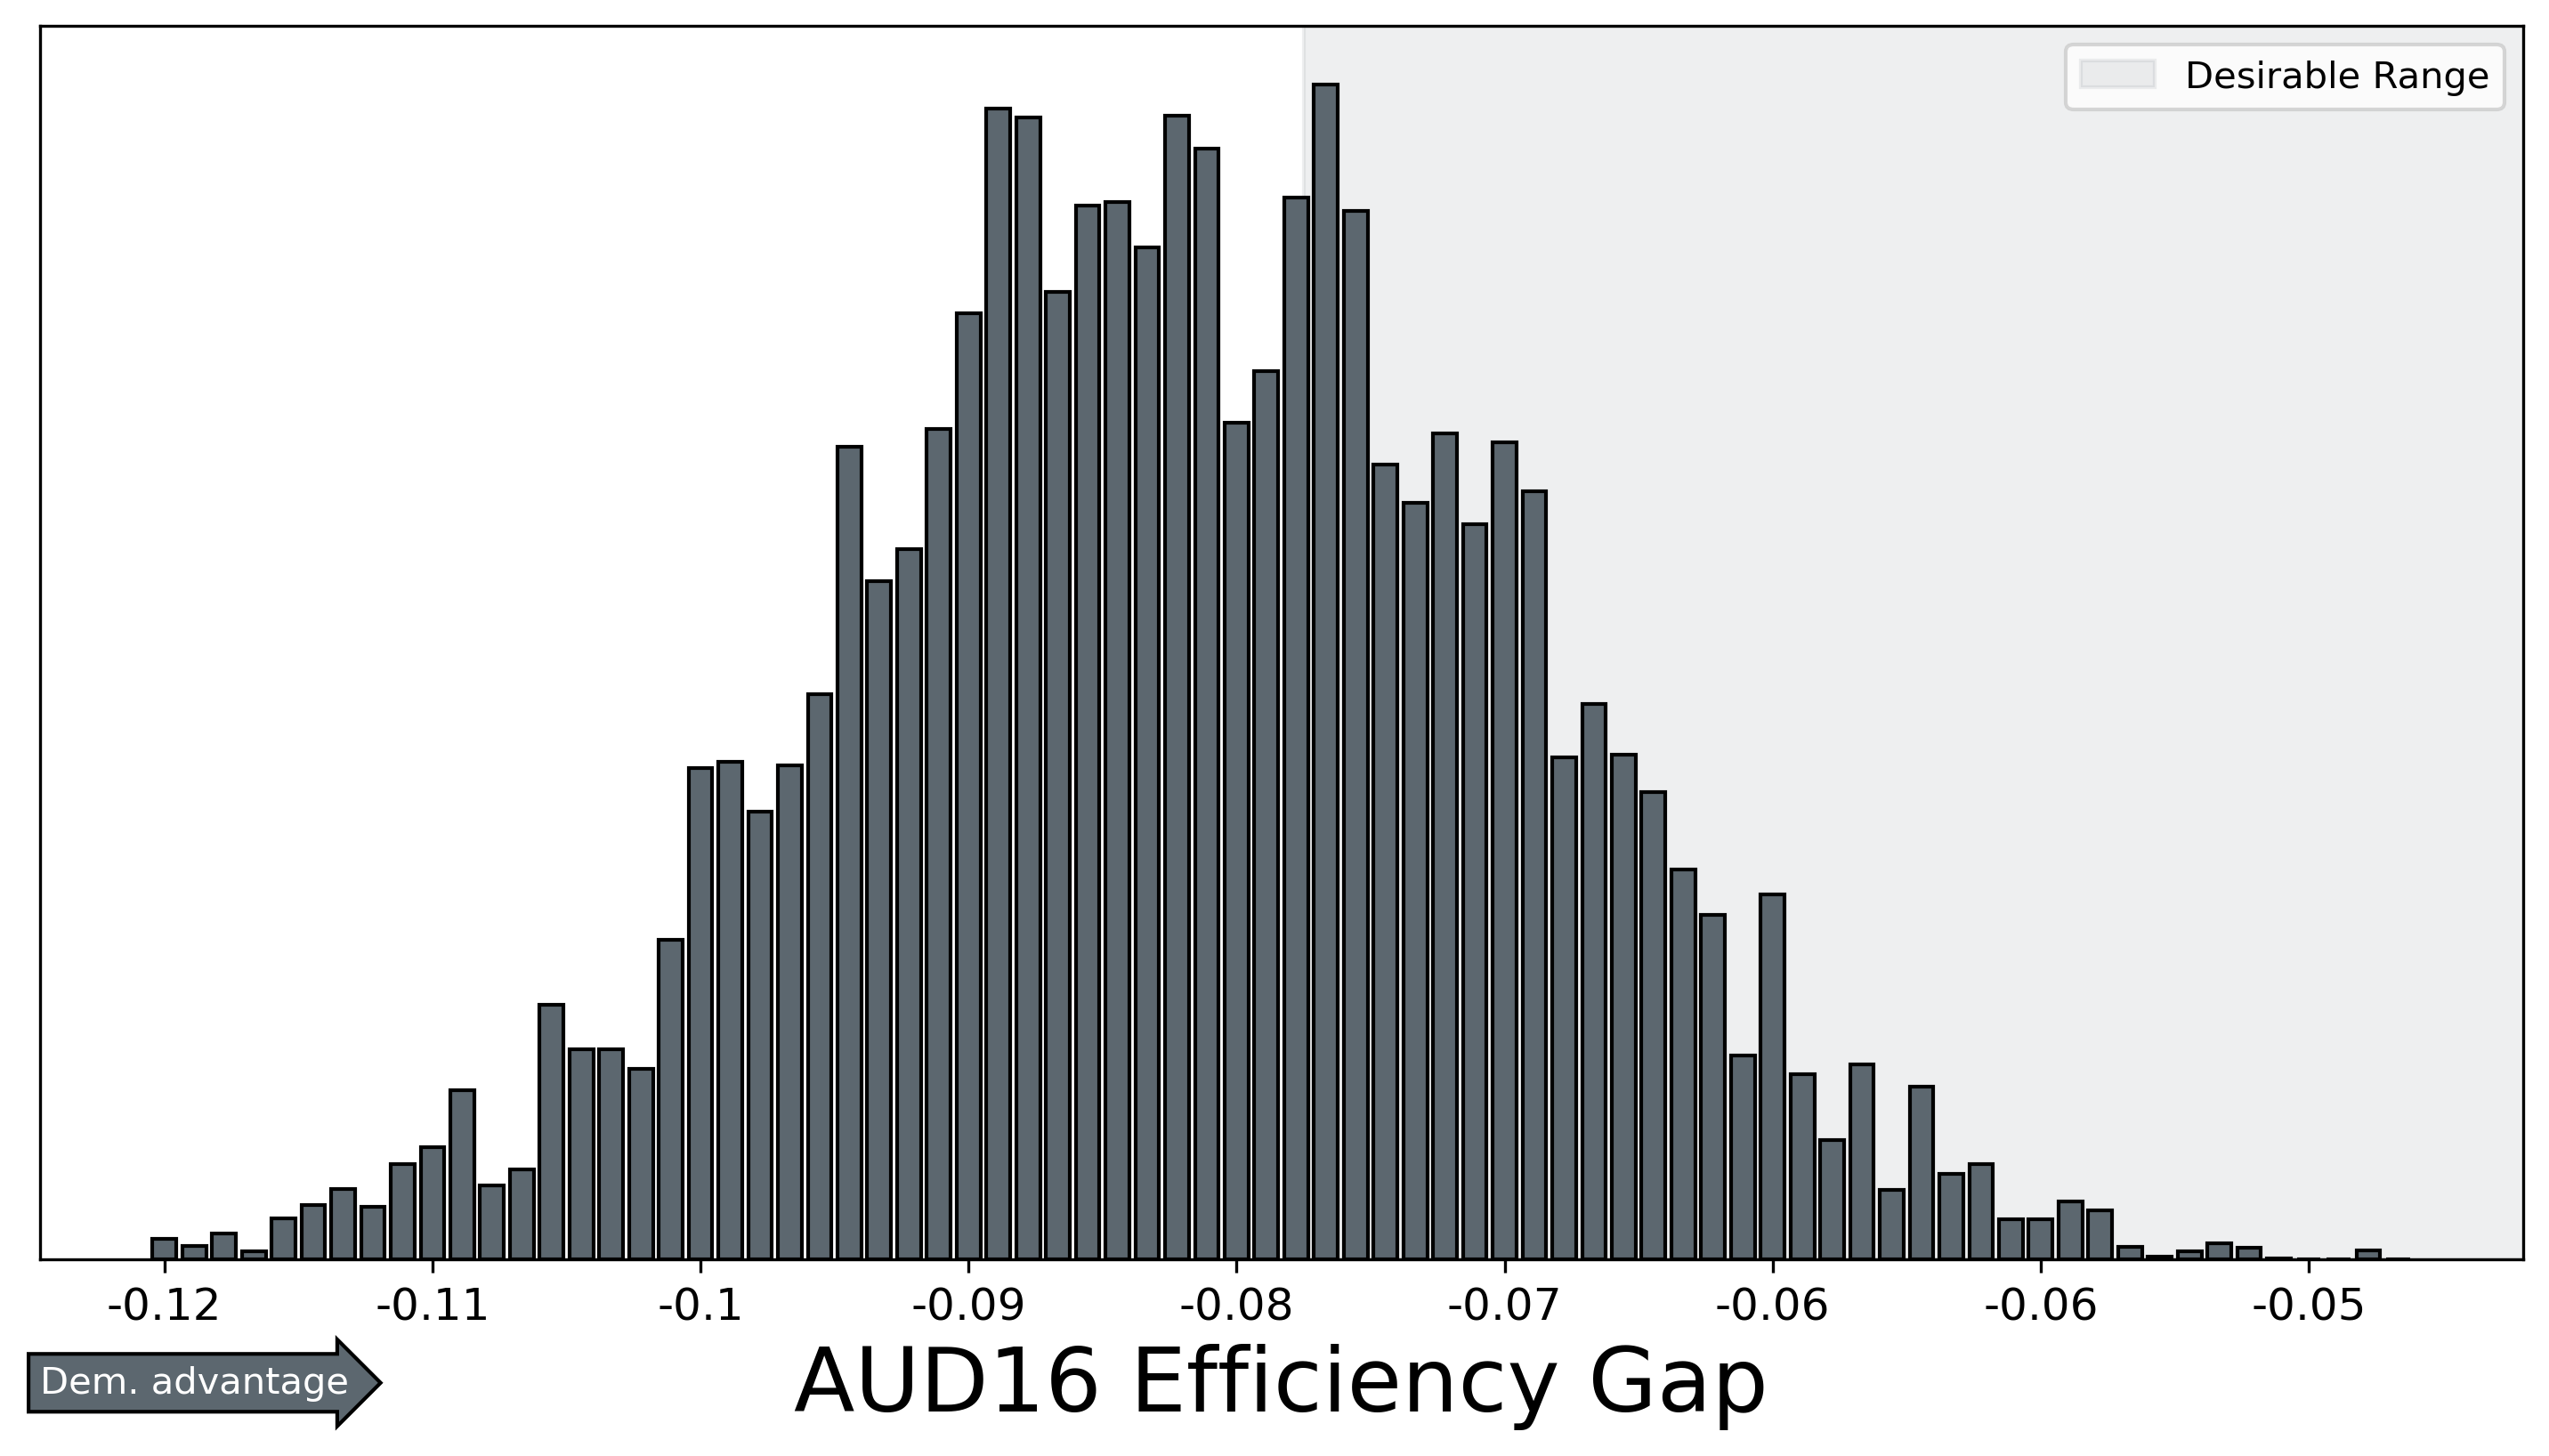 Desirable Range
-0.12 -0.11 -0.1 -0.09 -0.08 -0.07 -0.06 -0.06 -0.05
Dem. advantage
AUD16 Efficiency Gap